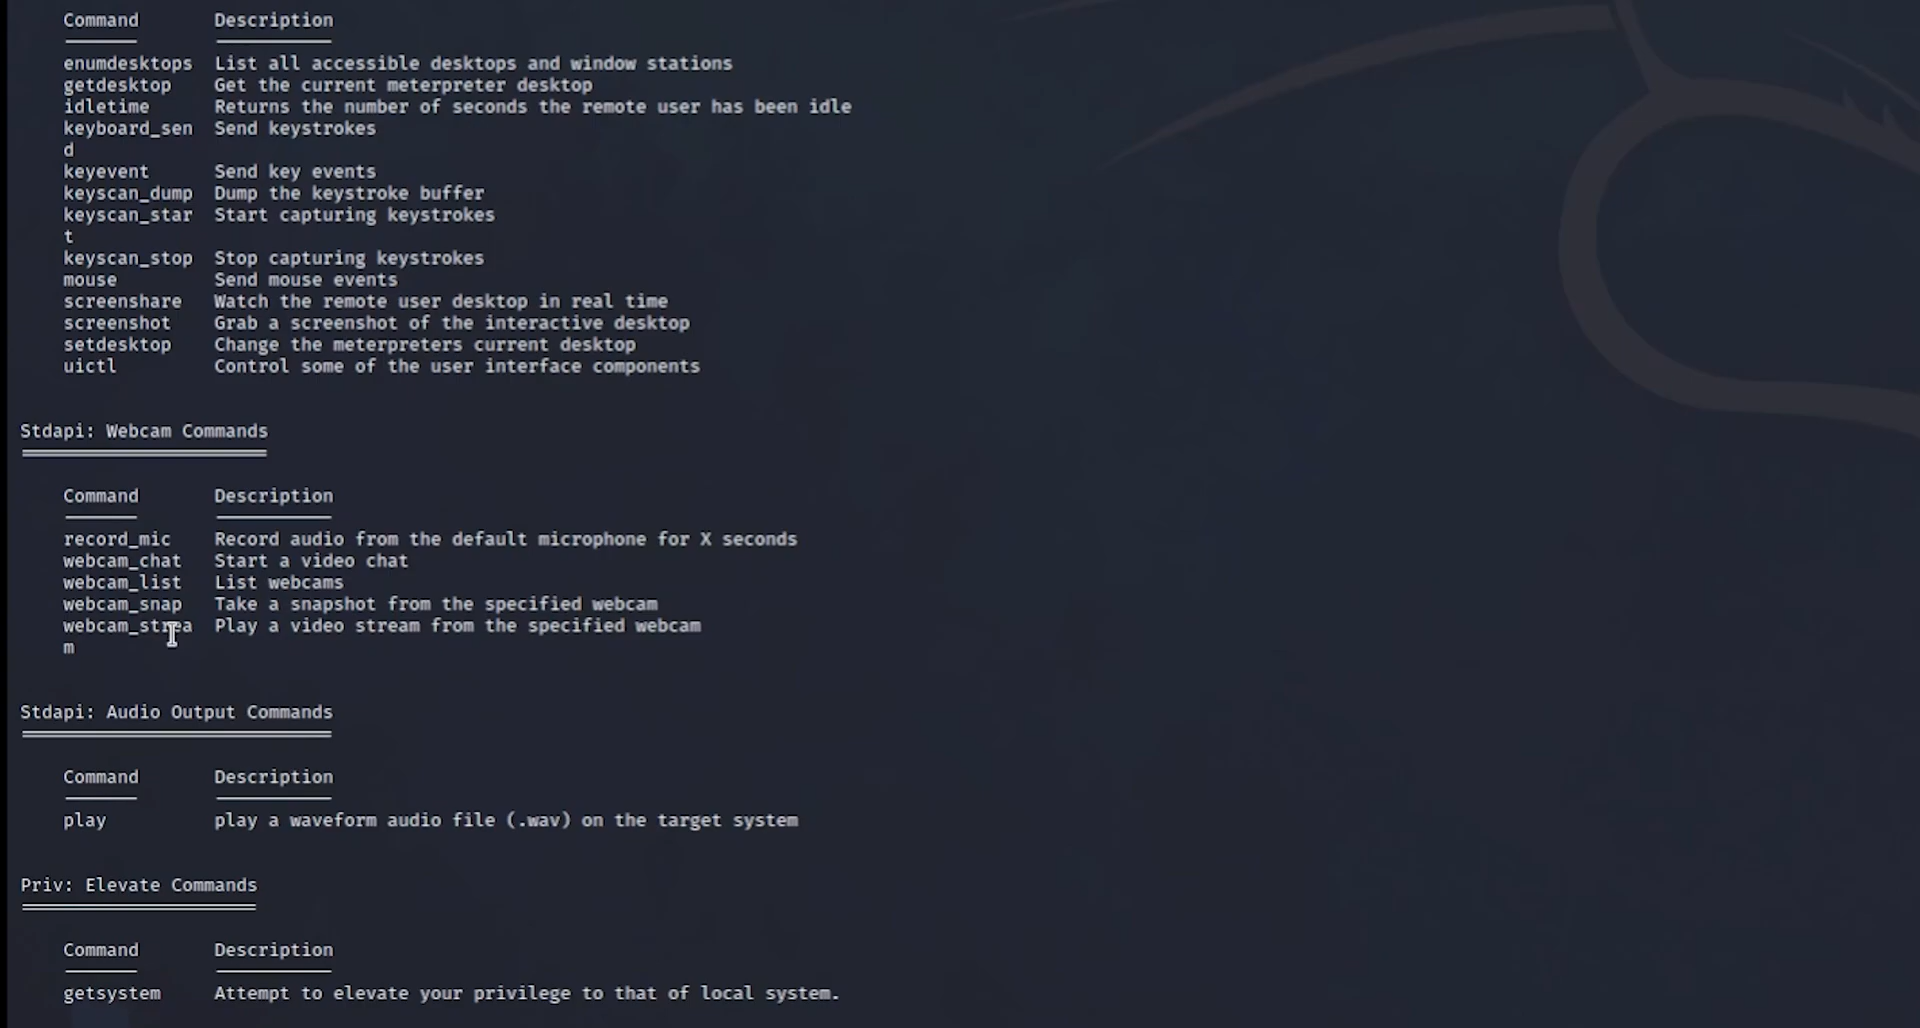 Command Description
enumdesktops List all accessible desktops and window stations
getdesktop Get the current meterpreter desktop
idletime Returns the number of seconds the remote user has been idle
keyboard_sen Send keystrokes
d
keyevent Send key events
keyscan_dump Dump the keystroke buffer
keyscan_star Start capturing keystrokes
t
keyscan_stop Stop capturing keystrokes
mouse Send mouse events
screenshare Watch the remote user desktop in real time
screenshot Grab a screenshot of the interactive desktop
setdesktop Change the meterpreters current desktop
uictl Control some of the user interface components
Stdapi: Webcam Commands
Command Description
record_mic Record audio from the default microphone for X seconds
webcam_chat Start a video chat
webcam_list List webcams
webcam_snap Take a snapshot from the specified webcam
webcam_strea Play a video stream from the specified webcam
m
Stdapi: Audio Output Commands
Command Description
play play a waveform audio file (.wav) on the target system
Priv: Elevate Commands
Command Description
getsystem Attempt to elevate your privilege to that of local system.